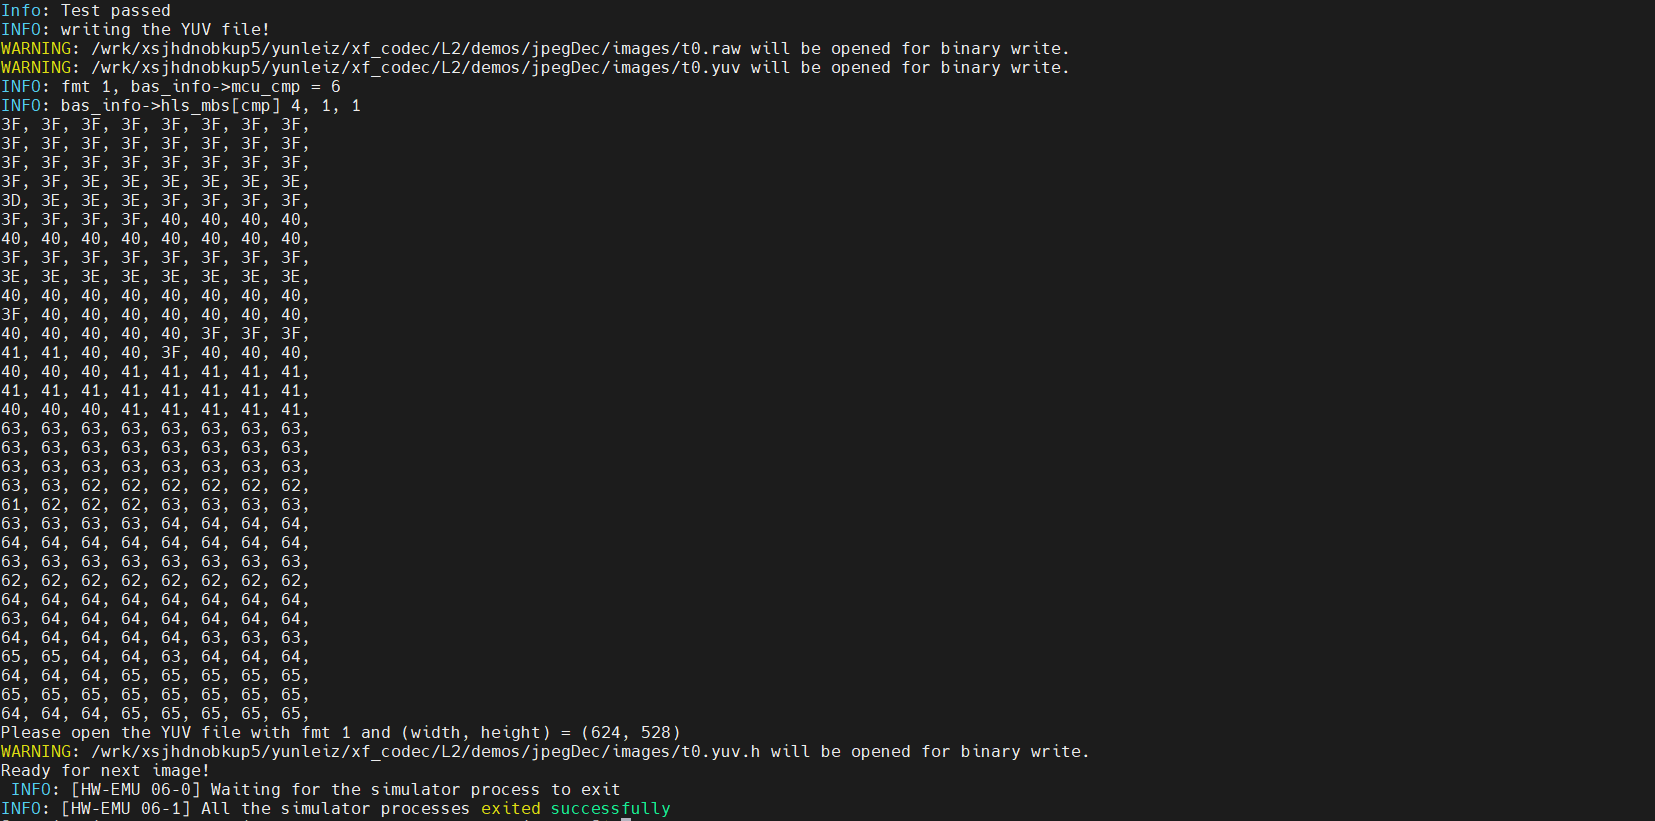 Info: Test passed
INFO: writing the YUV file!
WARNING: /wrk/xsjhdnobkup5/yunleiz/xf_codec/L2/demos/jpegDec/images/t0.raw will be opened for binary write.
WARNING: /wrk/xsjhdnobkup5/yunleiz/xf_codec/L2/demos/jpegDec/images/t0.yuv will be opened for binary write.
INFO: fmt 1, bas_info->mcu_cmp = 6
INFO: bas_info->hls_mbs[cmp] 4, 1, 1
3F, 3F, 3F, 3F, 3F, 3F, 3F, 3F,
3F, 3F, 3F, 3F, 3F, 3F, 3F, 3F,
3F, 3F, 3F, 3F, 3F, 3F, 3F, 3F,
3F, 3F, 3E, 3E, 3E, 3E, 3E, 3E,
3D, 3E, 3E, 3E, 3F, 3F, 3F, 3F,
3F, 3F, 3F, 3F, 40, 40, 40, 40,
40, 40, 40, 40, 40, 40, 40, 40,
3F, 3F, 3F, 3F, 3F, 3F, 3F, 3F,
3E, 3E, 3E, 3E, 3E, 3E, 3E, 3E,
40, 40, 40, 40, 40, 40, 40, 40,
3F, 40, 40, 40, 40, 40, 40, 40,
40, 40, 40, 40, 40, 3F, 3F, 3F,
41, 41, 40, 40, 3F, 40, 40, 40,
40, 40, 40, 41, 41, 41, 41, 41,
41, 41, 41, 41, 41, 41, 41, 41,
40, 40, 40, 41, 41, 41, 41, 41,
63, 63, 63, 63, 63, 63, 63, 63,
63, 63, 63, 63, 63, 63, 63, 63,
63, 63, 63, 63, 63, 63, 63, 63,
63, 63, 62, 62, 62, 62, 62, 62,
61, 62, 62, 62, 63, 63, 63, 63,
63, 63, 63, 63, 64, 64, 64, 64,
64, 64, 64, 64, 64, 64, 64, 64,
63, 63, 63, 63, 63, 63, 63, 63,
62, 62, 62, 62, 62, 62, 62, 62,
64, 64, 64, 64, 64, 64, 64, 64,
63, 64, 64, 64, 64, 64, 64, 64,
64, 64, 64, 64, 64, 63, 63, 63,
65, 65, 64, 64, 63, 64, 64, 64,
64, 64, 64, 65, 65, 65, 65, 65,
65, 65, 65, 65, 65, 65, 65, 65,
64, 64, 64, 65, 65, 65, 65, 65,
Please open the YUV file with fmt 1 and (width, height) = (624, 528)
WARNING: /wrk/xsjhdnobkup5/yunleiz/xf_codec/L2/demos/jpegDec/images/t0.yuv.h will be opened for binary write.
Ready for next image!
INFO: [HW-EMU 06-0] Waiting for the simulator process to exit
INFO: [HW-EMU 06-1] All the simulator processes exited successfully